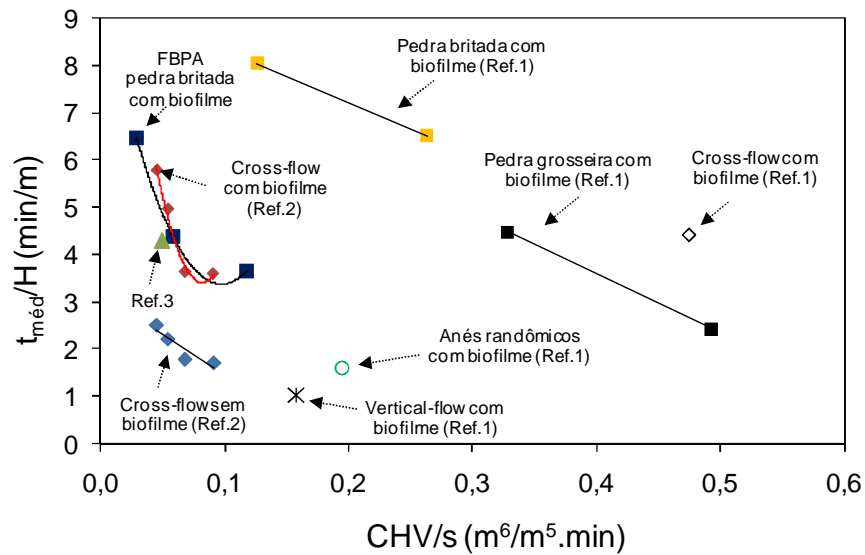 9
8
7
6
5
4
3
2
1
0
t méd/H (min/m)
FBPA
pedra britada
com biofilme
Pedra britada com
biofilme (Ref.1)
Cross-flow
com biofilme
(Ref.2)
Pedra grosseira com
biofilme (Ref.1)
Cross-flow com
biofilme (Ref.1)
Ref.3
Anés randômicos
com biofilme (Ref.1)
Cross-flow sem
biofilme (Ref.2)
Vertical-flow com
biofilme (Ref.1)
0,0 0,1 0,2 0,3 0,4 0,5 0,6
CHV/s (m⁶/m⁵.min)